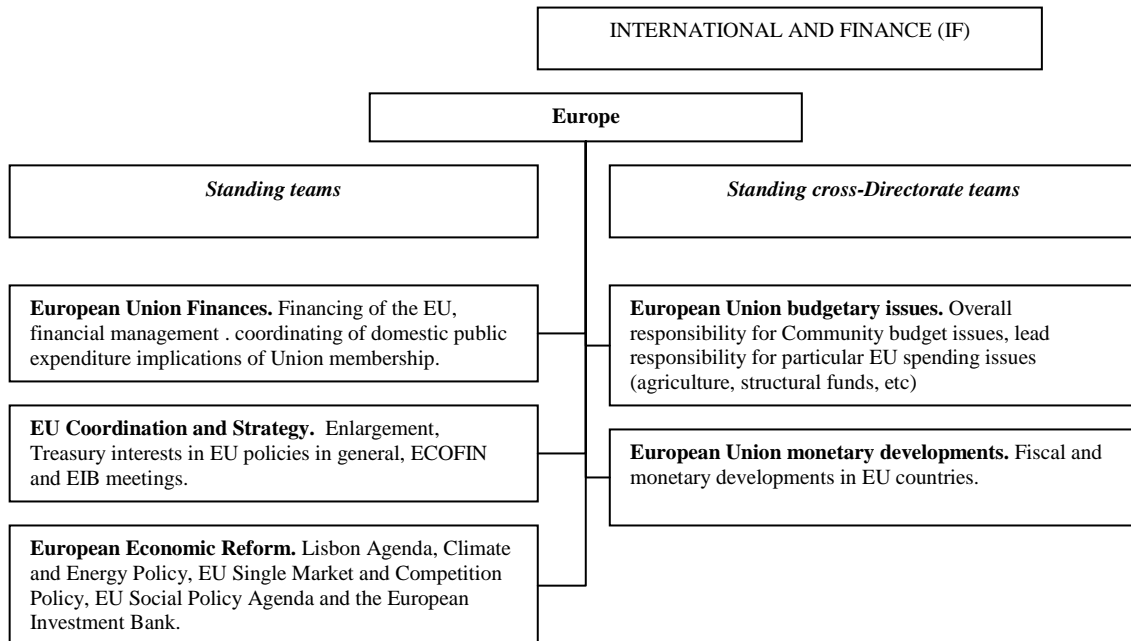 INTERNATIONAL AND FINANCE (IF)
Europe
Standing teams
Standing cross-Directorate teams
European Union Finances. Financing of the EU,
financial management . coordinating of domestic public
expenditure implications of Union membership.
European Union budgetary issues. Overall
responsibility for Community budget issues, lead
responsibility for particular EU spending issues
(agriculture, structural funds, etc)
EU Coordination and Strategy. Enlargement,
Treasury interests in EU policies in general, ECOFIN
and EIB meetings.
European Union monetary developments. Fiscal and
monetary developments in EU countries.
European Economic Reform. Lisbon Agenda, Climate
and Energy Policy, EU Single Market and Competition
Policy, EU Social Policy Agenda and the European
Investment Bank.